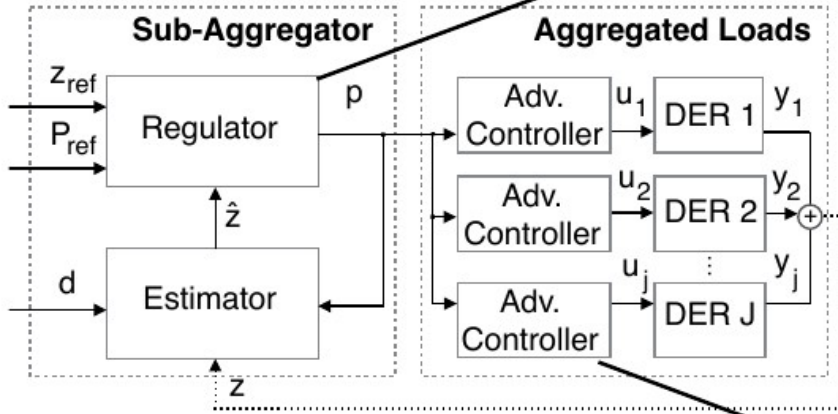 Sub-Aggregator
Aggregated Loads
z_ref
P_ref
Regulator
p
Adv.
Controller
u_1
DER 1
y_1
Adv.
Controller
u_2
DER 2
y_2
+
ẑ
d
Estimator
Adv.
Controller
u_j
DER J
y_j
z